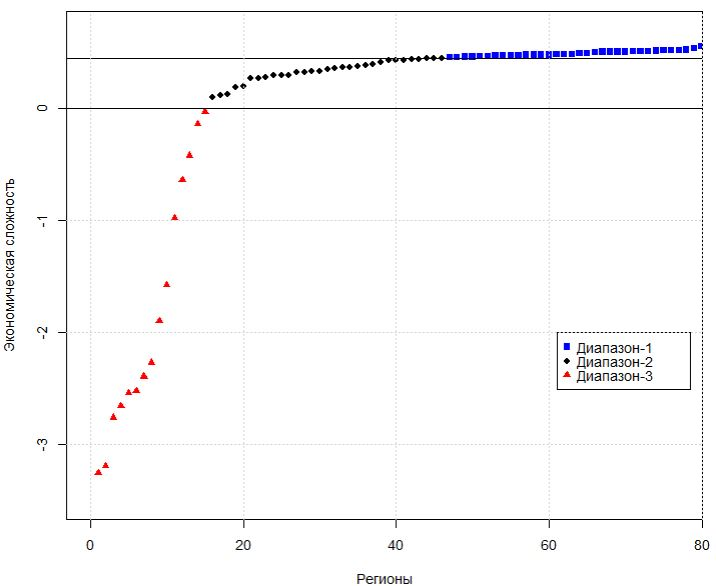 Экономическая сложность
0
-1
-2
-3
Диапазон-1
Диапазон-2
Диапазон-3
0 20 40 60 80
Регионы